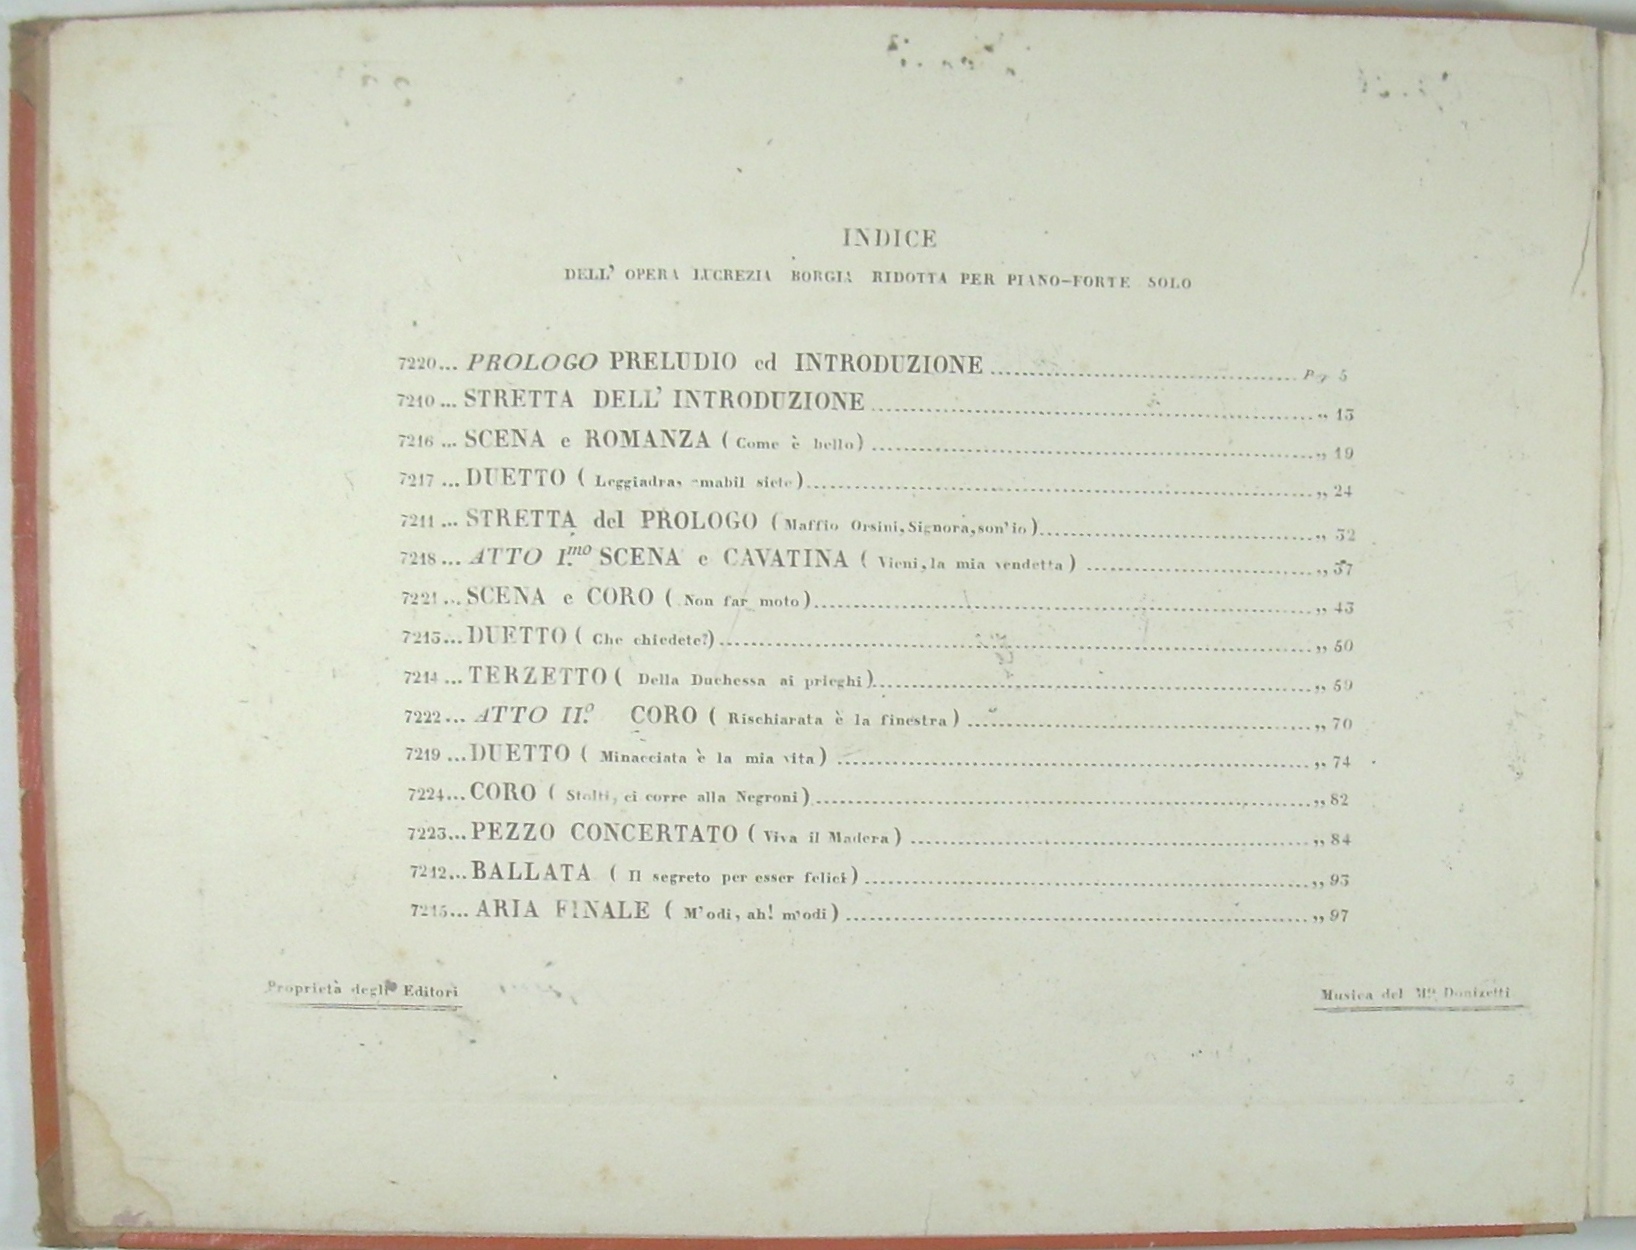 INDICE
DELL' OPERA LUCREZIA BORGIA RIDOTTA PER PIANO-FORTE SOLO
7220... PROLOGO PRELUDIO ed INTRODUZIONE ... Pag 5
7210... STRETTA DELL' INTRODUZIONE ... „ 13
7216... SCENA e ROMANZA ( Come è bello) ... „ 19
7217... DUETTO ( Leggiadra, amabil siete) ... „ 24
7211... STRETTA del PROLOGO ( Maffio Orsini, Signora, son'io) ... „ 32
7218... ATTO I.mo SCENA e CAVATINA ( Vieni, la mia vendetta) ... „ 37
7221... SCENA e CORO ( Non far moto) ... „ 43
7213... DUETTO ( Che chiedete?) ... „ 50
7214... TERZETTO ( Della Duchessa ai prieghi) ... „ 59
7222... ATTO II.o CORO ( Rischiarata è la finestra) ... „ 70
7219... DUETTO ( Minacciata è la mia vita) ... „ 74
7224... CORO ( Stolti, ei corre alla Negroni) ... „ 82
7223... PEZZO CONCERTATO ( Viva il Madera) ... „ 84
7212... BALLATA ( Il segreto per esser felici) ... „ 93
7215... ARIA FINALE ( M'odi, ah! m'odi) ... „ 97
Proprietà degli Editori
Musica del M.o Donizetti